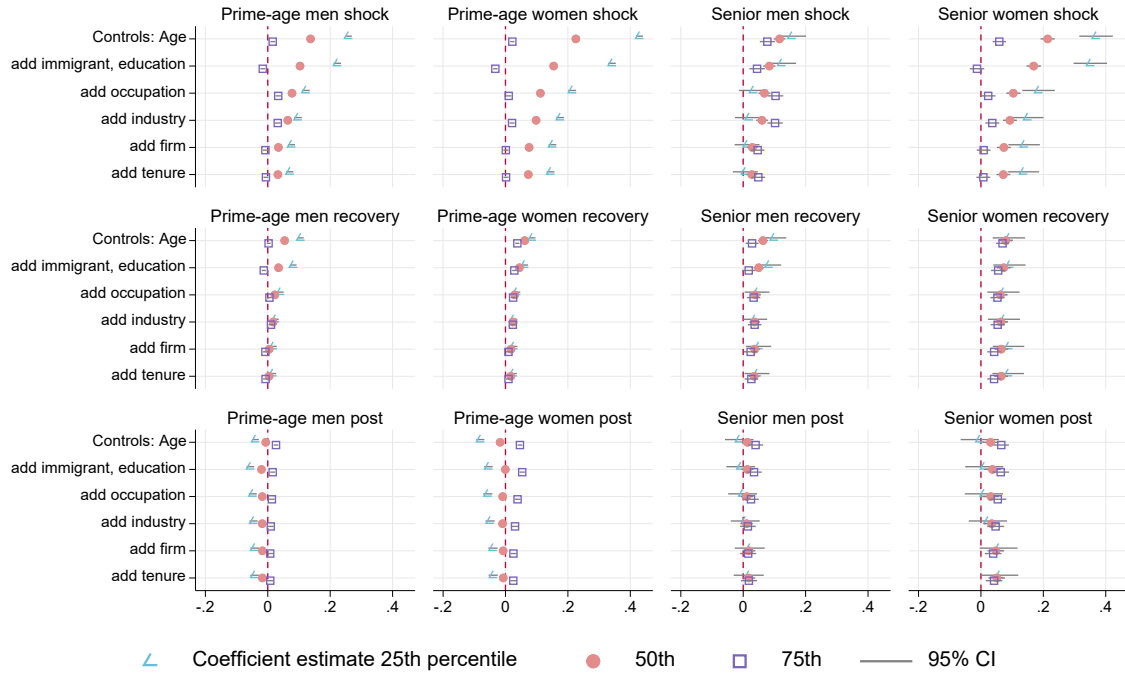 Prime-age men shock Prime-age women shock Senior men shock Senior women shock
Controls: Age
add immigrant, education
add occupation
add industry
add firm
add tenure
Prime-age men recovery Prime-age women recovery Senior men recovery Senior women recovery
Controls: Age
add immigrant, education
add occupation
add industry
add firm
add tenure
Prime-age men post Prime-age women post Senior men post Senior women post
Controls: Age
add immigrant, education
add occupation
add industry
add firm
add tenure
-.2 0 .2 .4 -.2 0 .2 .4 -.2 0 .2 .4 -.2 0 .2 .4
Coefficient estimate 25th percentile 50th 75th 95% CI